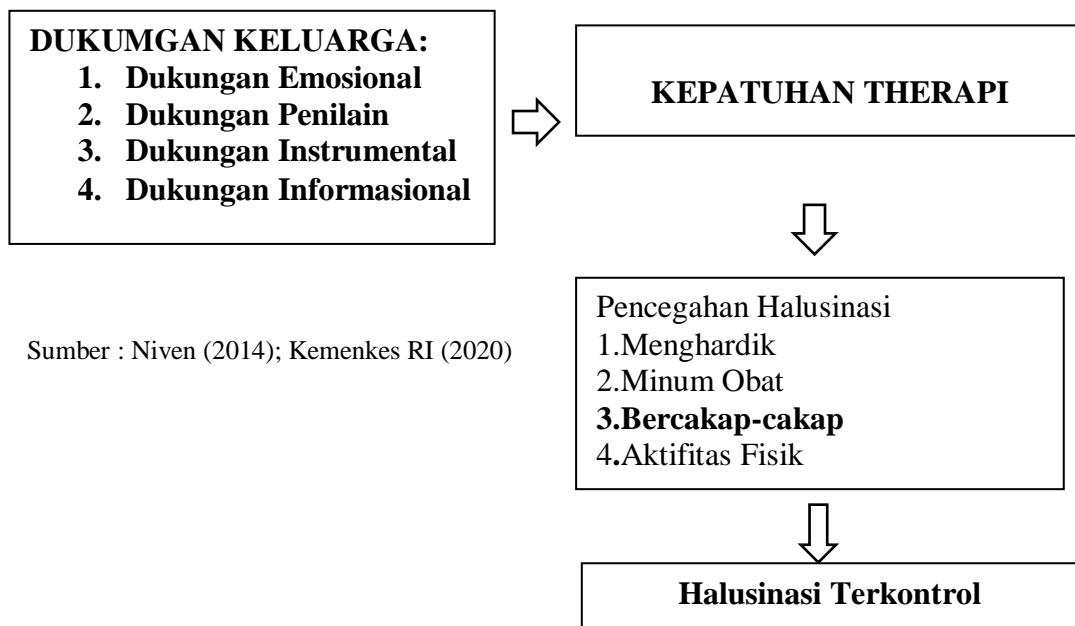 DUKUMGAN KELUARGA:
1. Dukungan Emosional
2. Dukungan Penilain
3. Dukungan Instrumental
4. Dukungan Informasional
KEPATUHAN THERAPI
Pencegahan Halusinasi
1.Menghardik
2.Minum Obat
3.Bercakap-cakap
4.Aktifitas Fisik
Sumber : Niven (2014); Kemenkes RI (2020)
Halusinasi Terkontrol